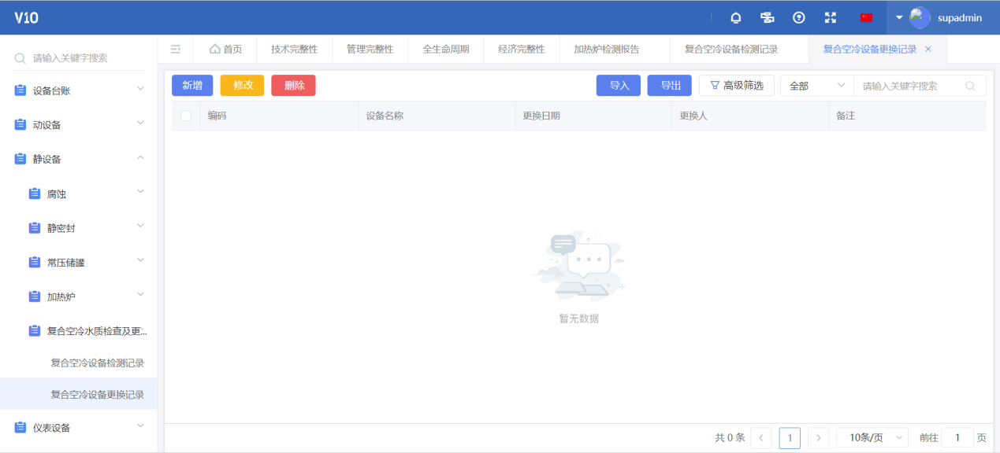 V10
supadmin
请输入关键字搜索
首页
技术完整性
管理完整性
全生命周期
经济完整性
加热炉检测报告
复合空冷设备检测记录
复合空冷设备更换记录
设备台账
动设备
静设备
腐蚀
静密封
常压储罐
加热炉
复合空冷水质检查及更...
复合空冷设备检测记录
复合空冷设备更换记录
仪表设备
新增
修改
删除
导入
导出
高级筛选
全部
请输入关键字搜索
编码
设备名称
更换日期
更换人
备注
暂无数据
共 0 条
1
10条/页
前往 1 页